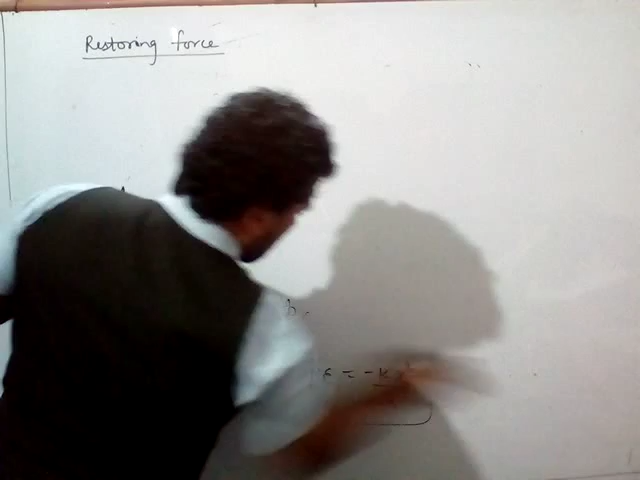 Restoring force
b
F = -k